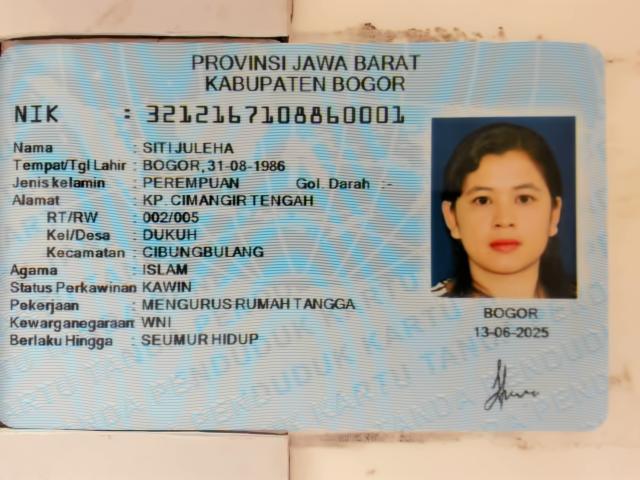 PROVINSI JAWA BARAT
KABUPATEN BOGOR
NIK : 3212167108860001
Nama : SITI JULEHA
Tempat/Tgl Lahir : BOGOR, 31-08-1986
Jenis kelamin : PEREMPUAN Gol. Darah : -
Alamat : KP. CIMANGIR TENGAH
RT/RW : 002/005
Kel/Desa : DUKUH
Kecamatan : CIBUNGBULANG
Agama : ISLAM
Status Perkawinan KAWIN
Pekerjaan : MENGURUS RUMAH TANGGA
Kewarganegaraan: WNI
Berlaku Hingga : SEUMUR HIDUP
BOGOR
13-06-2025